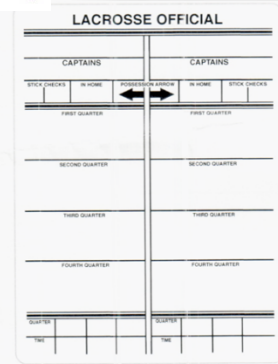 LACROSSE OFFICIAL
CAPTAINS CAPTAINS
STICK CHECKS IN HOME POSSESSION ARROW IN HOME STICK CHECKS
FIRST QUARTER FIRST QUARTER
SECOND QUARTER SECOND QUARTER
THIRD QUARTER THIRD QUARTER
FOURTH QUARTER FOURTH QUARTER
QUARTER QUARTER
TIME TIME